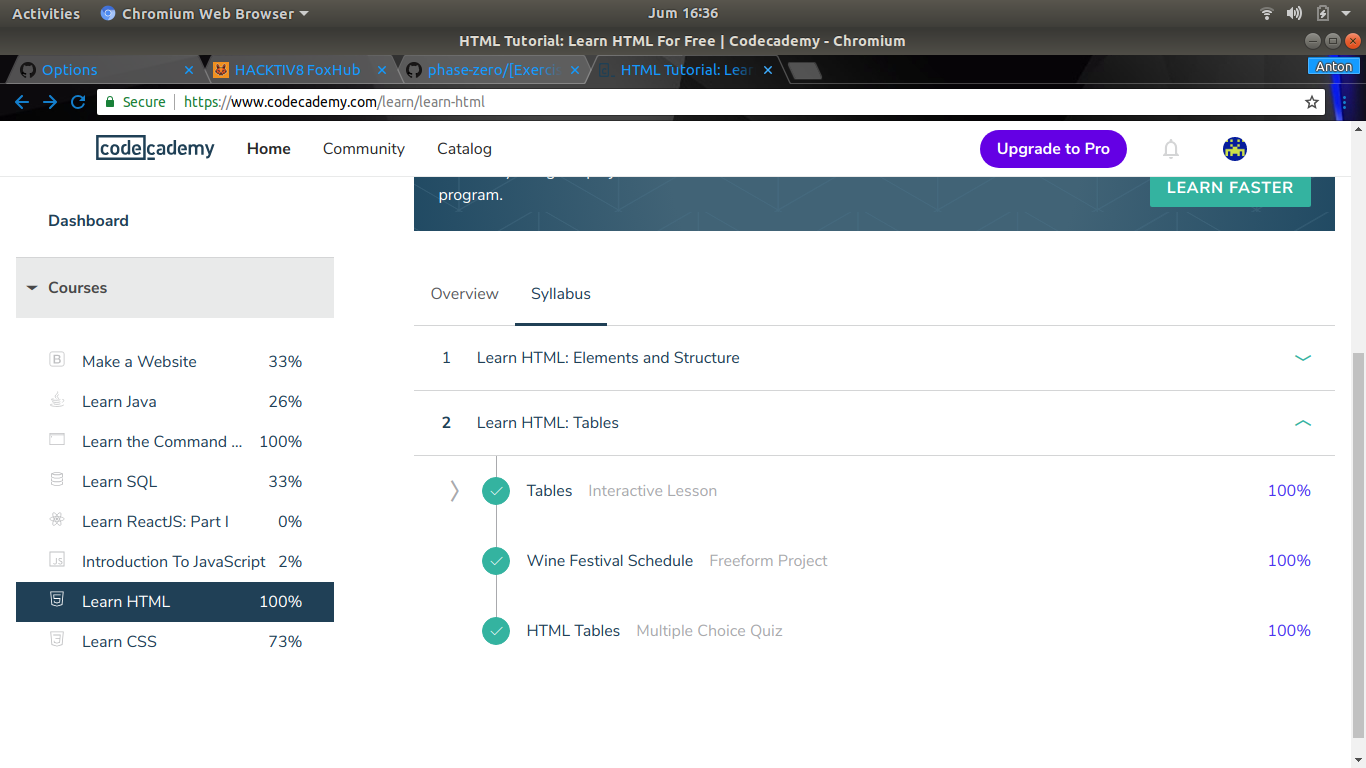 Activities Chromium Web Browser Jum 16:36
HTML Tutorial: Learn HTML For Free | Codecademy - Chromium
Options HACKTIV8 FoxHub phase-zero/[Exerci HTML Tutorial: Lear Anton
Secure https://www.codecademy.com/learn/learn-html
codecademy Home Community Catalog Upgrade to Pro
program. LEARN FASTER
Dashboard
Courses
Make a Website 33%
Learn Java 26%
Learn the Command ... 100%
Learn SQL 33%
Learn ReactJS: Part I 0%
Introduction To JavaScript 2%
Learn HTML 100%
Learn CSS 73%
Overview Syllabus
1 Learn HTML: Elements and Structure
2 Learn HTML: Tables
Tables Interactive Lesson 100%
Wine Festival Schedule Freeform Project 100%
HTML Tables Multiple Choice Quiz 100%